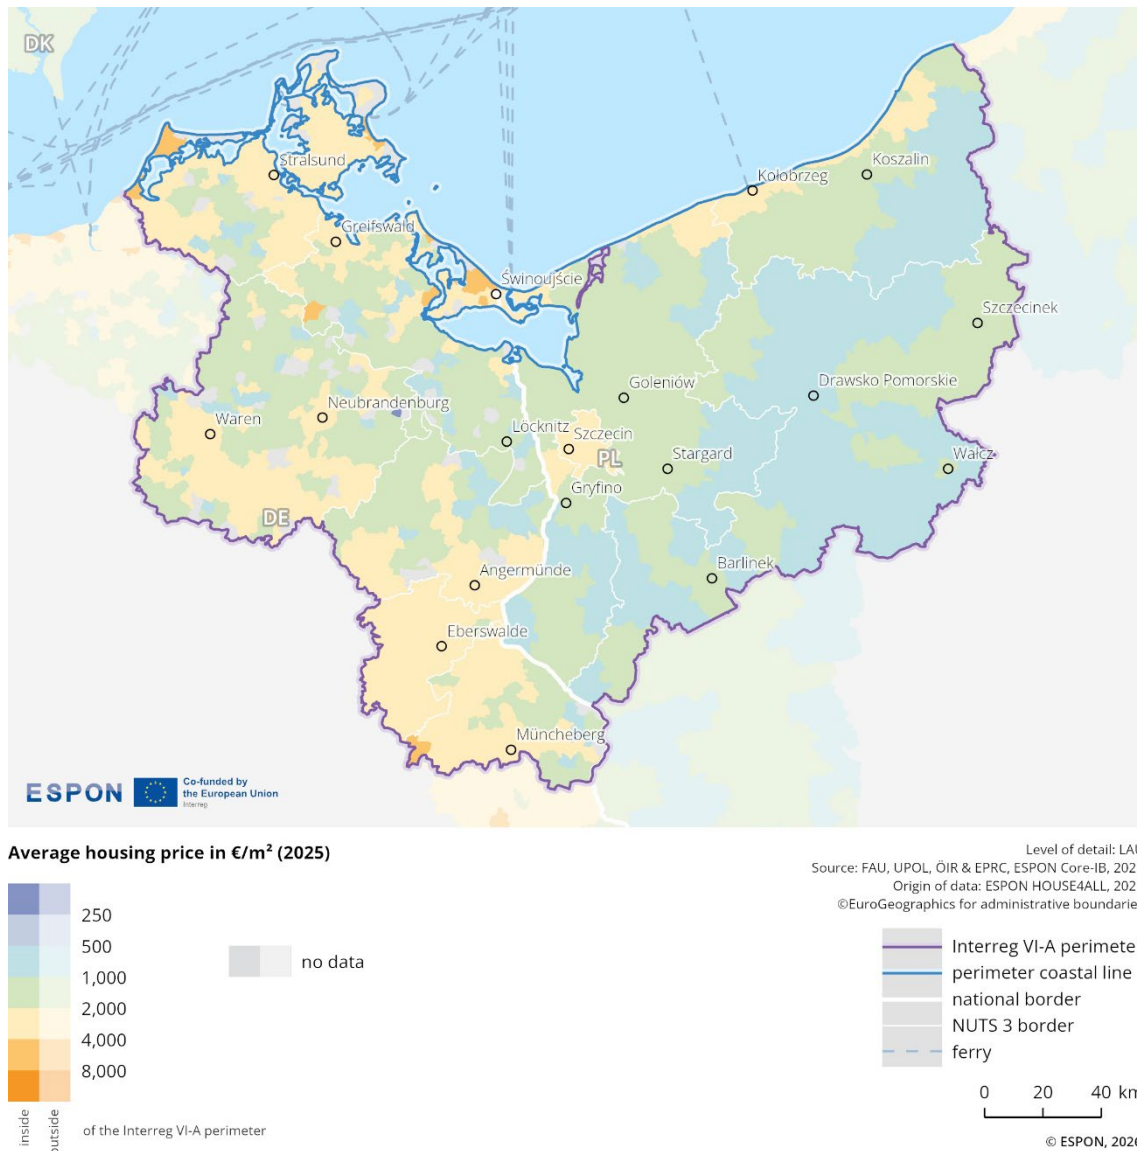 DK
Stralsund
Koszalin
Kołobrzeg
Greifswald
Świnoujście
Szczecinek
Goleniów
Drawsko Pomorskie
Waren
Neubrandenburg
Löcknitz
Szczecin
PL
Stargard
Wałcz
Gryfino
DE
Angermünde
Barlinek
Eberswalde
Müncheberg
ESPON
Co-funded by
the European Union
Interreg
Average housing price in €/m² (2025)
250
500
1,000
2,000
4,000
8,000
no data
inside
outside
of the Interreg VI-A perimeter
Level of detail: LAU
Source: FAU, UPOL, ÖIR & EPRC, ESPON Core-IB, 202
Origin of data: ESPON HOUSE4ALL, 202
©EuroGeographics for administrative boundarie
Interreg VI-A perimete
perimeter coastal line
national border
NUTS 3 border
ferry
0 20 40 km
© ESPON, 2026